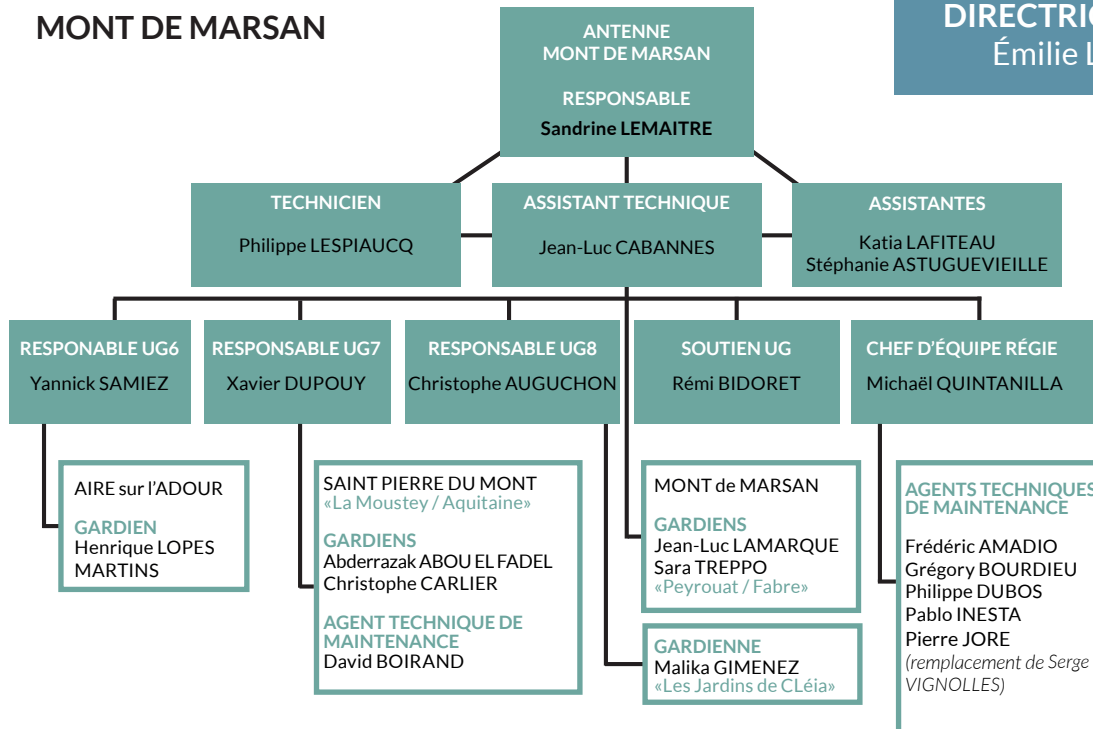 MONT DE MARSAN
DIRECTRIC
Émilie L
ANTENNE
MONT DE MARSAN
RESPONSABLE
Sandrine LEMAITRE
TECHNICIEN
Philippe LESPIAUCQ
ASSISTANT TECHNIQUE
Jean-Luc CABANNES
ASSISTANTES
Katia LAFITEAU
Stéphanie ASTUGUEVIEILLE
RESPONABLE UG6
Yannick SAMIEZ
RESPONSABLE UG7
Xavier DUPOUY
RESPONSABLE UG8
Christophe AUGUCHON
SOUTIEN UG
Rémi BIDORET
CHEF D'ÉQUIPE RÉGIE
Michaël QUINTANILLA
AIRE sur l'ADOUR
GARDIEN
Henrique LOPES
MARTINS
SAINT PIERRE DU MONT
«La Moustey / Aquitaine»
GARDIENS
Abderrazak ABOU EL FADEL
Christophe CARLIER
AGENT TECHNIQUE DE
MAINTENANCE
David BOIRAND
MONT de MARSAN
GARDIENS
Jean-Luc LAMARQUE
Sara TREPPO
«Peyrouat / Fabre»
GARDIENNE
Malika GIMENEZ
«Les Jardins de CLéia»
AGENTS TECHNIQUES
DE MAINTENANCE
Frédéric AMADIO
Grégory BOURDIEU
Philippe DUBOS
Pablo INESTA
Pierre JORE
(remplacement de Serge
VIGNOLLES)